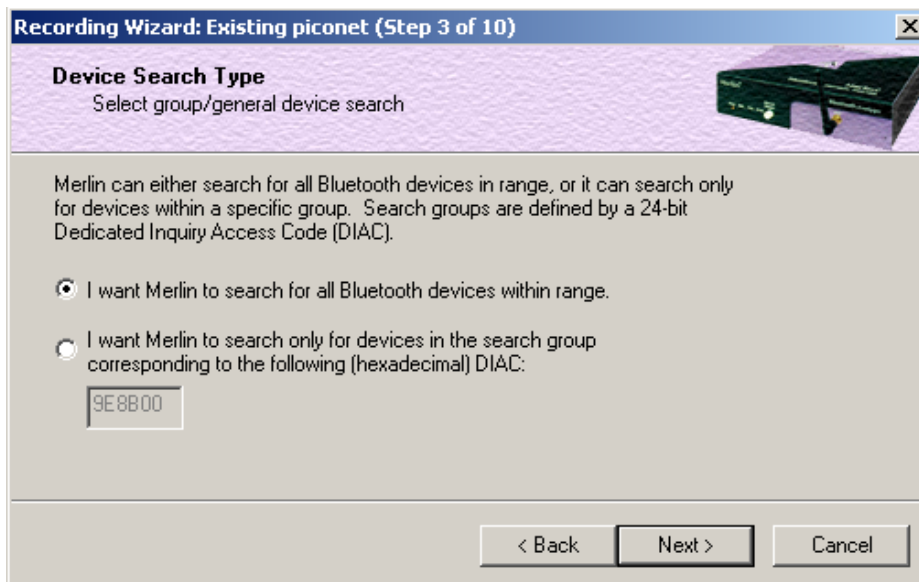 Recording Wizard: Existing piconet (Step 3 of 10)
Device Search Type
Select group/general device search
Merlin can either search for all Bluetooth devices in range, or it can search only
for devices within a specific group.  Search groups are defined by a 24-bit
Dedicated Inquiry Access Code (DIAC).
I want Merlin to search for all Bluetooth devices within range.
I want Merlin to search only for devices in the search group
corresponding to the following (hexadecimal) DIAC:
9E8B00
< Back
Next >
Cancel